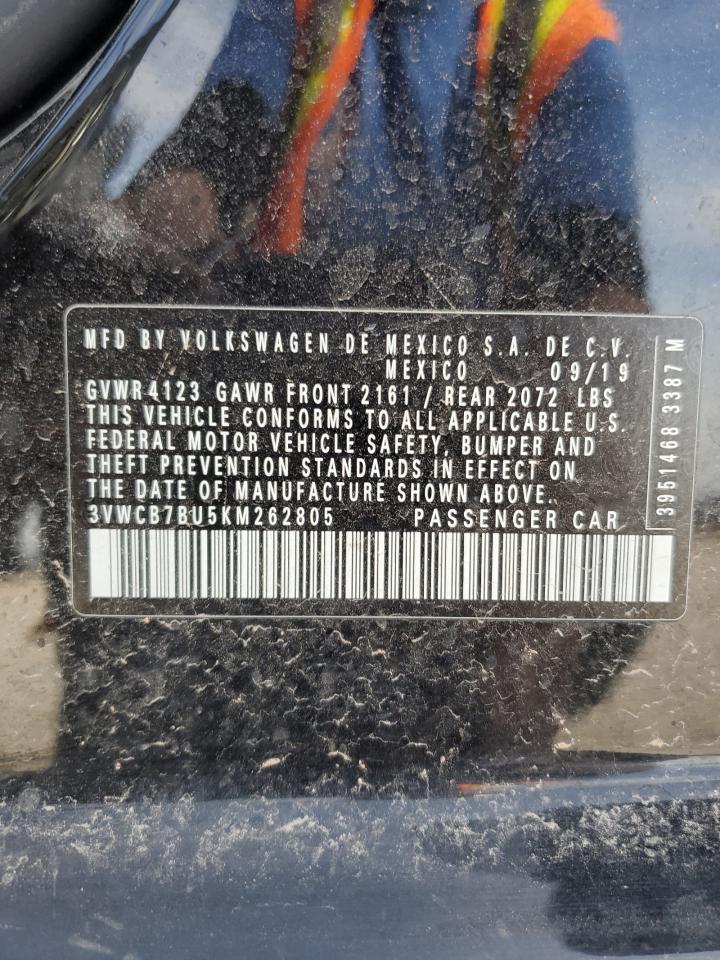 MFD BY VOLKSWAGEN DE MEXICO S.A. DE C.V.
MEXICO 09/19
GVWR 4123 GAWR FRONT 2161 / REAR 2072 LBS
THIS VEHICLE CONFORMS TO ALL APPLICABLE U.S.
FEDERAL MOTOR VEHICLE SAFETY, BUMPER AND
THEFT PREVENTION STANDARDS IN EFFECT ON
THE DATE OF MANUFACTURE SHOWN ABOVE.
3VWCB7BU5KM262805 PASSENGER CAR
3951468 3387 M